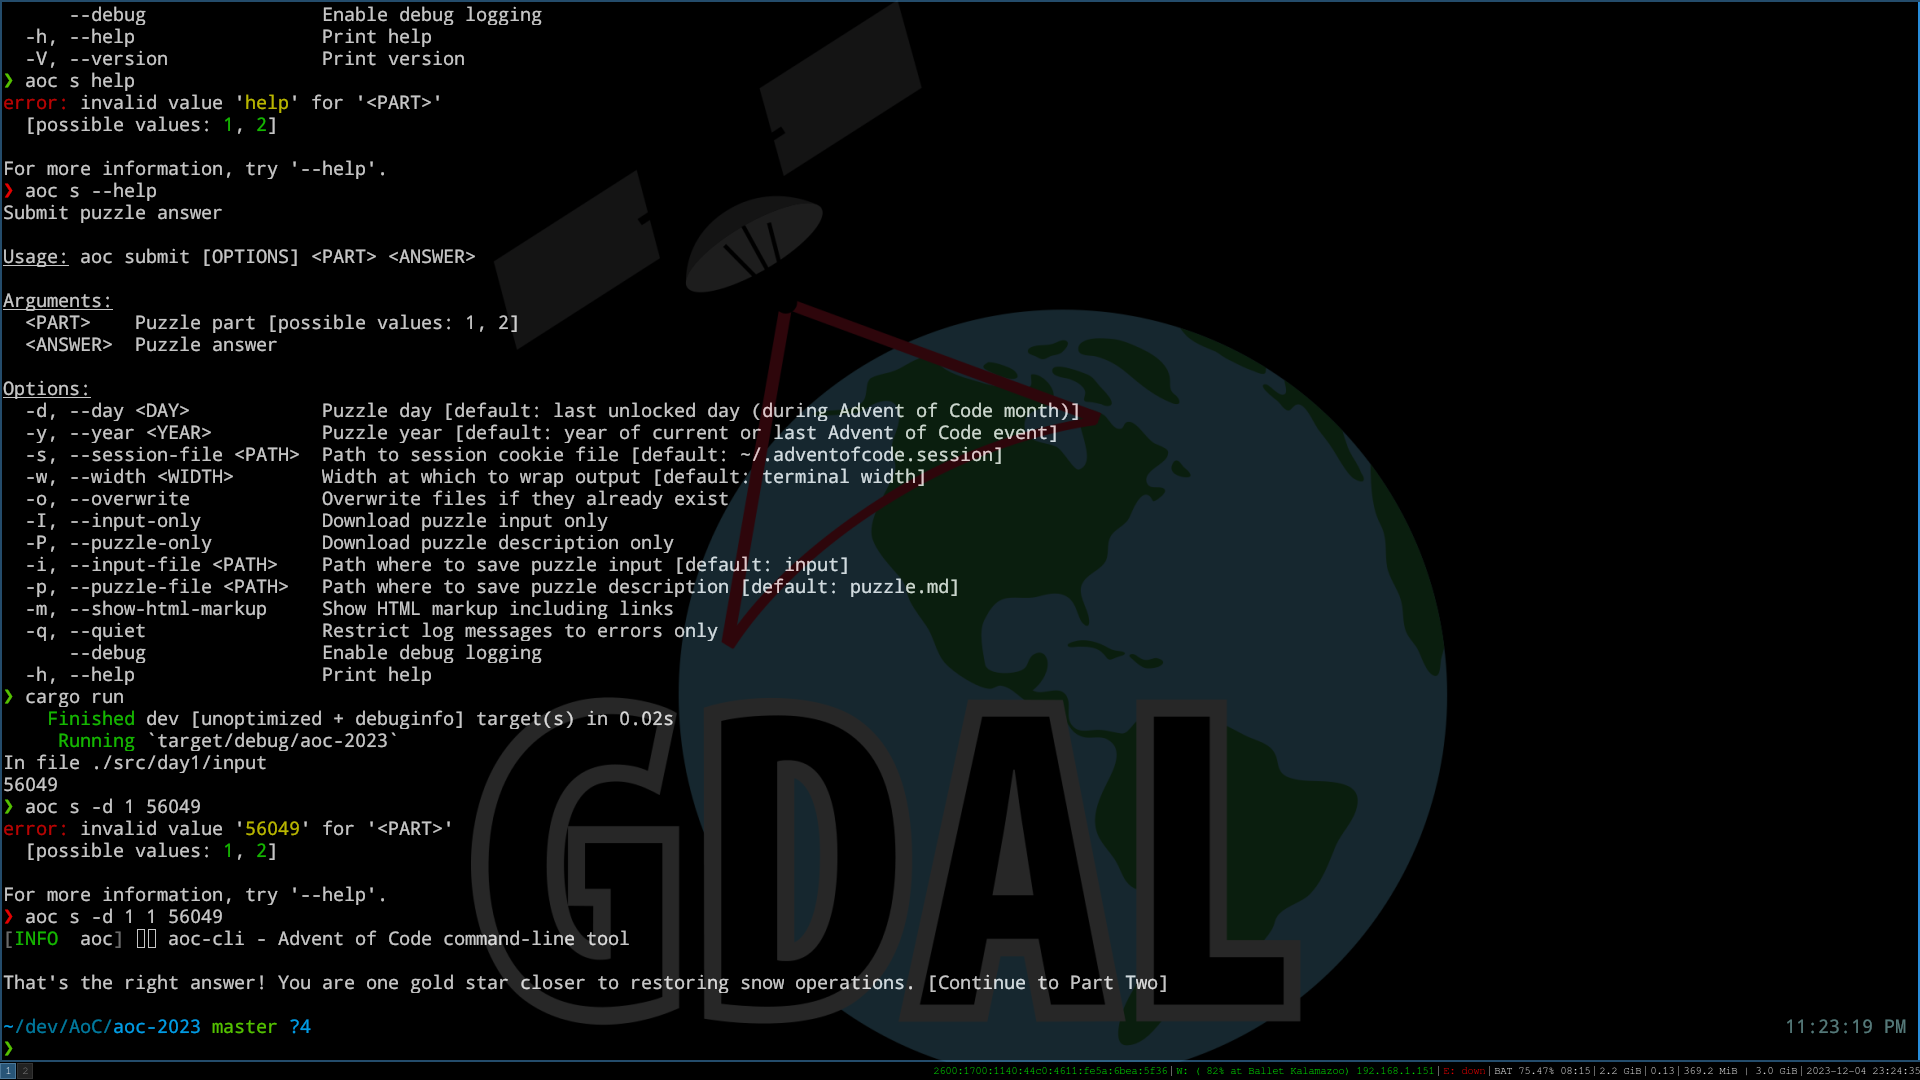 --debug Enable debug logging
-h, --help Print help
-V, --version Print version
❯ aoc s help
error: invalid value 'help' for '<PART>'
[possible values: 1, 2]
For more information, try '--help'.
❯ aoc s --help
Submit puzzle answer
Usage: aoc submit [OPTIONS] <PART> <ANSWER>
Arguments:
<PART> Puzzle part [possible values: 1, 2]
<ANSWER> Puzzle answer
Options:
-d, --day <DAY> Puzzle day [default: last unlocked day (during Advent of Code month)]
-y, --year <YEAR> Puzzle year [default: year of current or last Advent of Code event]
-s, --session-file <PATH> Path to session cookie file [default: ~/.adventofcode.session]
-w, --width <WIDTH> Width at which to wrap output [default: terminal width]
-o, --overwrite Overwrite files if they already exist
-I, --input-only Download puzzle input only
-P, --puzzle-only Download puzzle description only
-i, --input-file <PATH> Path where to save puzzle input [default: input]
-p, --puzzle-file <PATH> Path where to save puzzle description [default: puzzle.md]
-m, --show-html-markup Show HTML markup including links
-q, --quiet Restrict log messages to errors only
--debug Enable debug logging
-h, --help Print help
❯ cargo run
Finished dev [unoptimized + debuginfo] target(s) in 0.02s
Running `target/debug/aoc-2023`
In file ./src/day1/input
56049
❯ aoc s -d 1 56049
error: invalid value '56049' for '<PART>'
[possible values: 1, 2]
For more information, try '--help'.
❯ aoc s -d 1 1 56049
[INFO aoc] aoc-cli - Advent of Code command-line tool
That's the right answer! You are one gold star closer to restoring snow operations. [Continue to Part Two]
~/dev/AoC/aoc-2023 master ?4 11:23:19 PM
❯
GDAL
1 2 2600:1700:1140:44c0:4611:fe5a:6bea:5f36|W: ( 82% at Ballet Kalamazoo) 192.168.1.151|E: down|BAT 75.47% 08:15|2.2 GiB|0.13|369.2 MiB | 3.0 GiB|2023-12-04 23:24:35